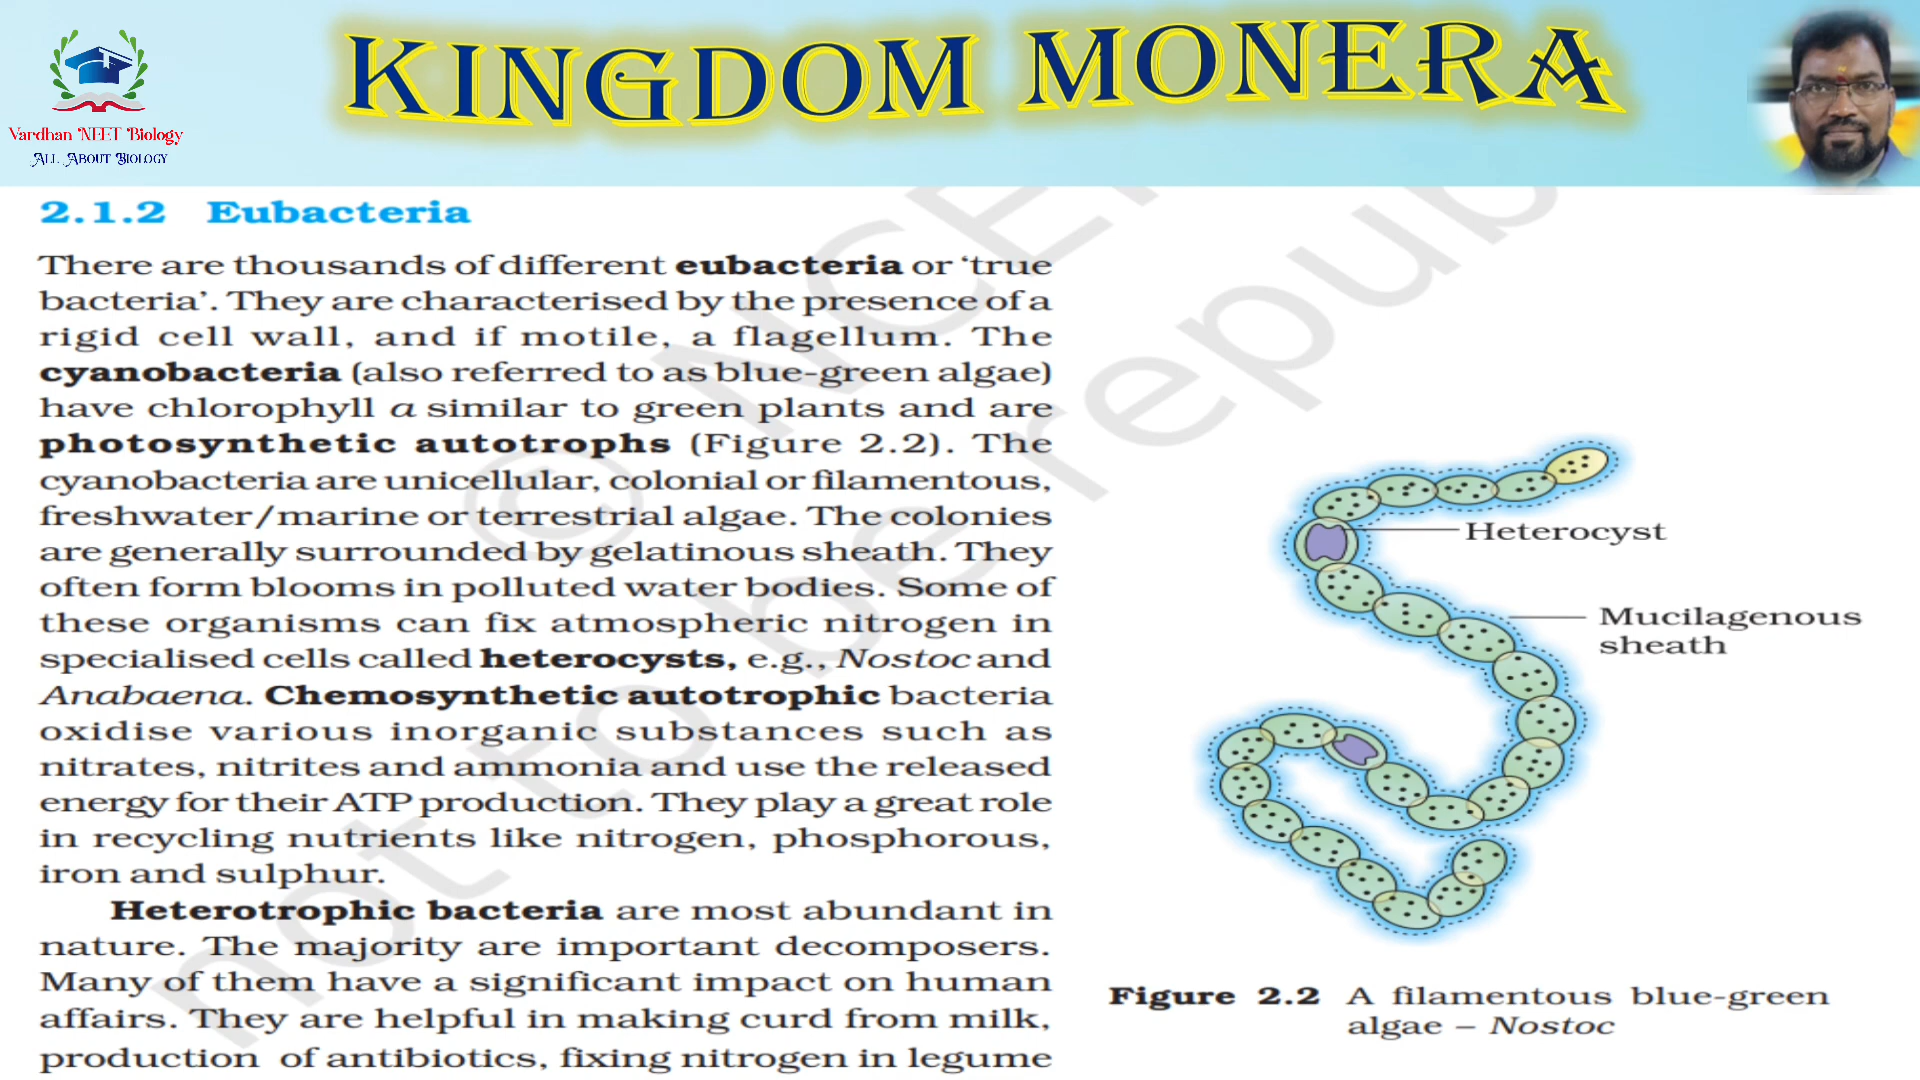 KINGDOM MONERA
Vardhan NEET Biology
All About Biology
2.1.2 Eubacteria
There are thousands of different eubacteria or ‘true
bacteria’. They are characterised by the presence of a
rigid cell wall, and if motile, a flagellum. The
cyanobacteria (also referred to as blue-green algae)
have chlorophyll a similar to green plants and are
photosynthetic autotrophs (Figure 2.2). The
cyanobacteria are unicellular, colonial or filamentous,
freshwater/marine or terrestrial algae. The colonies
are generally surrounded by gelatinous sheath. They
often form blooms in polluted water bodies. Some of
these organisms can fix atmospheric nitrogen in
specialised cells called heterocysts, e.g., Nostoc and
Anabaena. Chemosynthetic autotrophic bacteria
oxidise various inorganic substances such as
nitrates, nitrites and ammonia and use the released
energy for their ATP production. They play a great role
in recycling nutrients like nitrogen, phosphorous,
iron and sulphur.
Heterotrophic bacteria are most abundant in
nature. The majority are important decomposers.
Many of them have a significant impact on human
affairs. They are helpful in making curd from milk,
production of antibiotics, fixing nitrogen in legume
Heterocyst
Mucilagenous
sheath
Figure 2.2 A filamentous blue-green
algae – Nostoc
© NCE
not to be repub